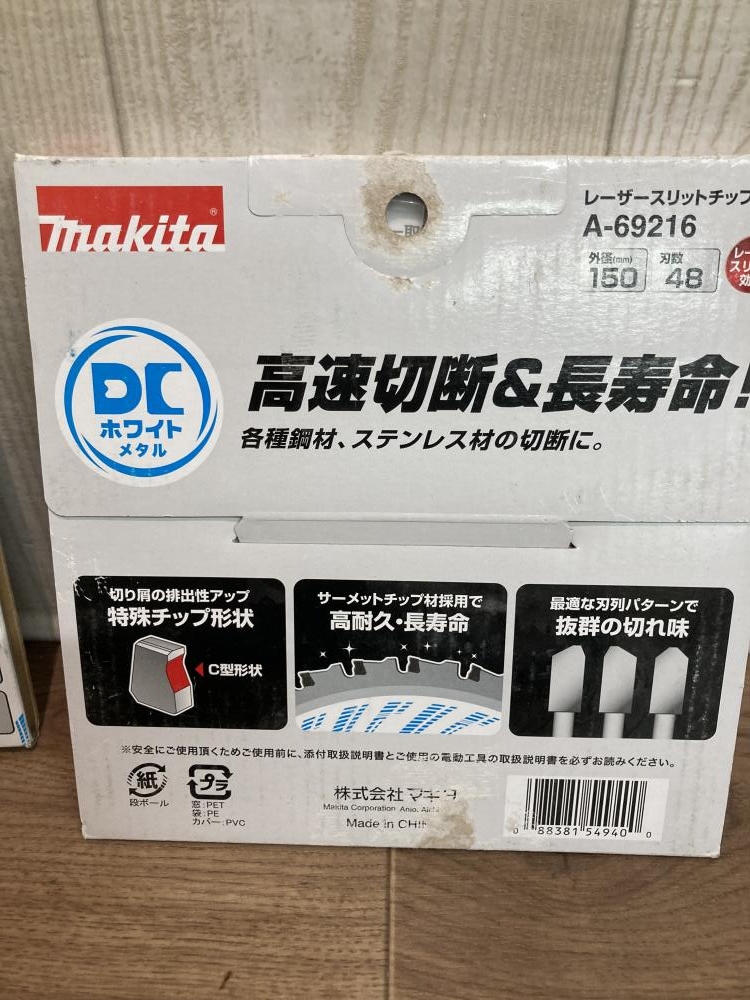 makita®
レーザースリットチップ
A-69216
外径(mm) 150
刃数 48
DC
ホワイト
メタル
高速切断&長寿命!
各種鋼材、ステンレス材の切断に。
切り屑の排出性アップ
特殊チップ形状
C型形状
サーメットチップ材採用で
高耐久・長寿命
最適な刃列パターンで
抜群の切れ味
※安全にご使用頂くためご使用前に、添付取扱説明書とご使用の電動工具の取扱説明書を必ずお読みください。
紙
段ボール
プラ
窓:PET
袋:PE
カバー:PVC
株式会社マキタ
Makita Corporation Anjo,
Made in
0 88381 54940 0